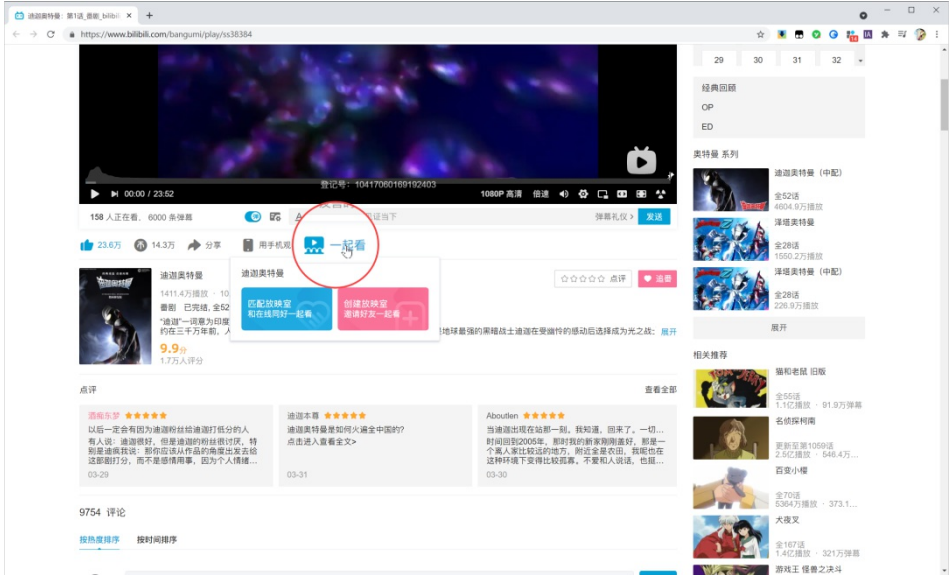 迪迦奥特曼：第1话_番剧_bilibili
https://www.bilibili.com/bangumi/play/ss38384
14
登记号：10417060169192403
00:00 / 23:52
1080P 高清
倍速
158 人正在看，6000 条弹幕
弹幕礼仪 >
发送
23.6万
14.3万
分享
用手机观
一起看
迪迦奥特曼
匹配放映室
和在线同好一起看
创建放映室
邀请好友一起看
迪迦奥特曼
1411.4万播放 · 10
番剧 已完结, 全52
“迪迦”一词意为印度
约在三千万年前，人
地球最强的黑暗战士迪迦在受幽怜的感动后选择成为光之战: 展开
9.9分
1.7万人评分
点评
追番
点评
查看全部
酒痴东梦
以后一定会有因为迪迦粉丝给迪迦打低分的人
有人说：迪迦很好，但是迪迦的粉丝很讨厌，特
别是迪疯我说：那你应该从作品的角度出发去给
这部剧打分，而不是感情用事，因为个人情绪...
03-29
迪迦本尊
迪迦奥特曼是如何火遍全中国的?
点击进入查看全文>
03-31
Aboutlen
当迪迦出现在站那一刻，我知道，回来了。一切...
时间回到2005年，那时我的新家刚刚盖好，那是一
个离人家比较远的地方，附近全是农田，我呢也在
这种环境下变得比较孤寡，不爱和人说话，也挺...
03-30
9754 评论
按热度排序
按时间排序
29
30
31
32
经典回顾
OP
ED
奥特曼 系列
迪迦奥特曼（中配）
全52话
4604.9万播放
泽塔奥特曼
全28话
1550.2万播放
泽塔奥特曼（中配）
全28话
226.9万播放
展开
相关推荐
猫和老鼠 旧版
全55话
1.1亿播放 · 91.9万弹幕
名侦探柯南
更新至第1059话
2.5亿播放 · 546.4万...
百变小樱
全70话
5364万播放 · 373.1...
犬夜叉
全167话
1.4亿播放 · 321万弹幕
游戏王 怪兽之决斗